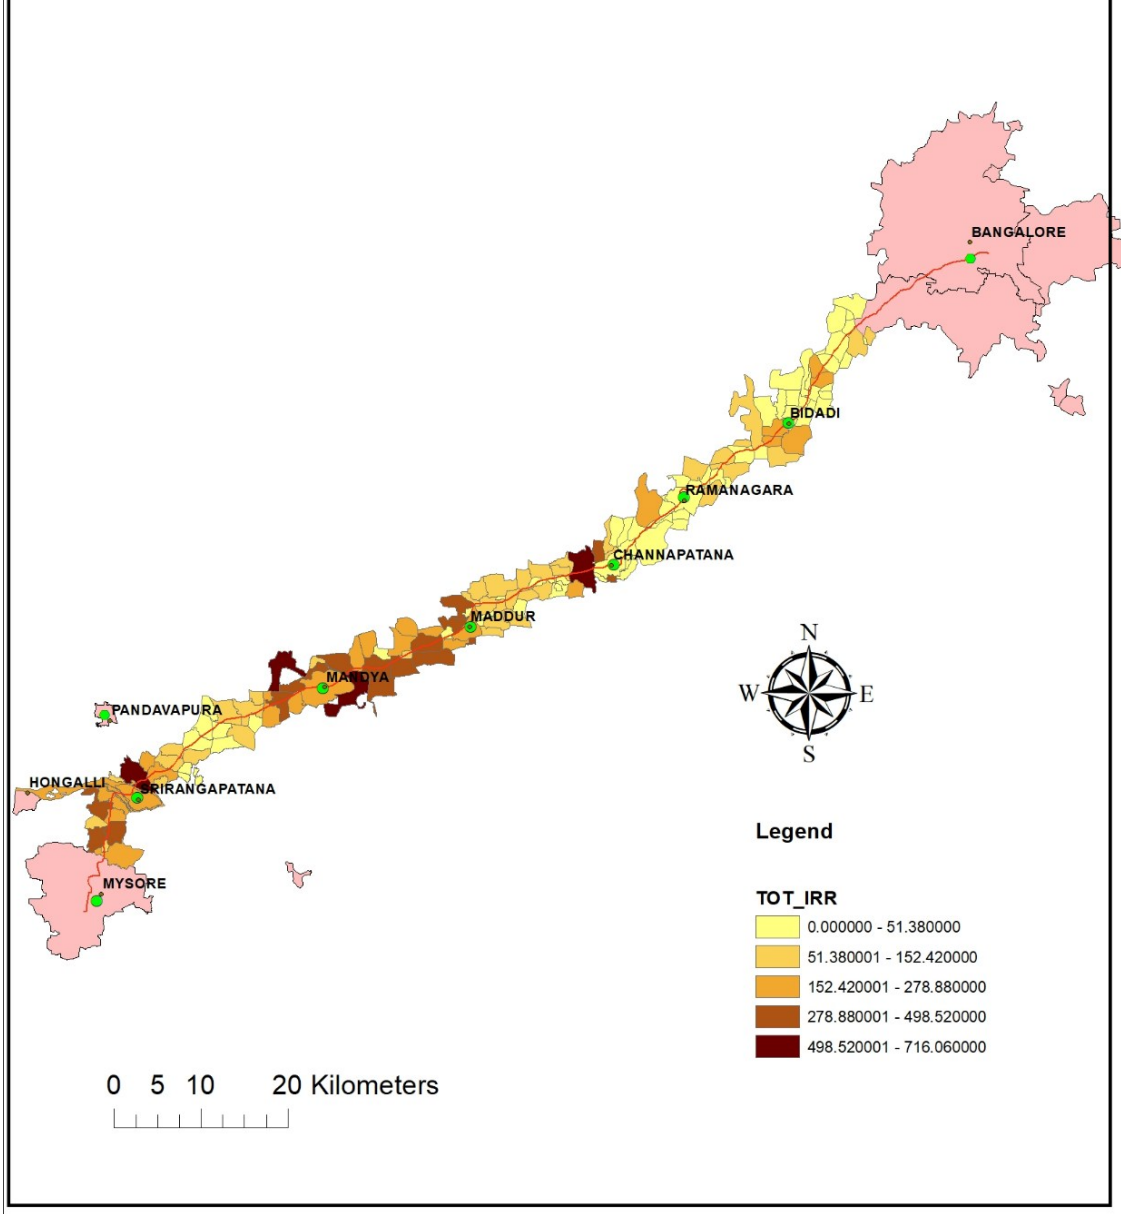 BANGALORE
BIDADI
RAMANAGARA
CHANNAPATANA
MADDUR
MANDYA
PANDAVAPURA
HONGALLI
SRIRANGAPATANA
MYSORE
N
W E
S
Legend
TOT_IRR
0.000000 - 51.380000
51.380001 - 152.420000
152.420001 - 278.880000
278.880001 - 498.520000
498.520001 - 716.060000
0 5 10 20 Kilometers